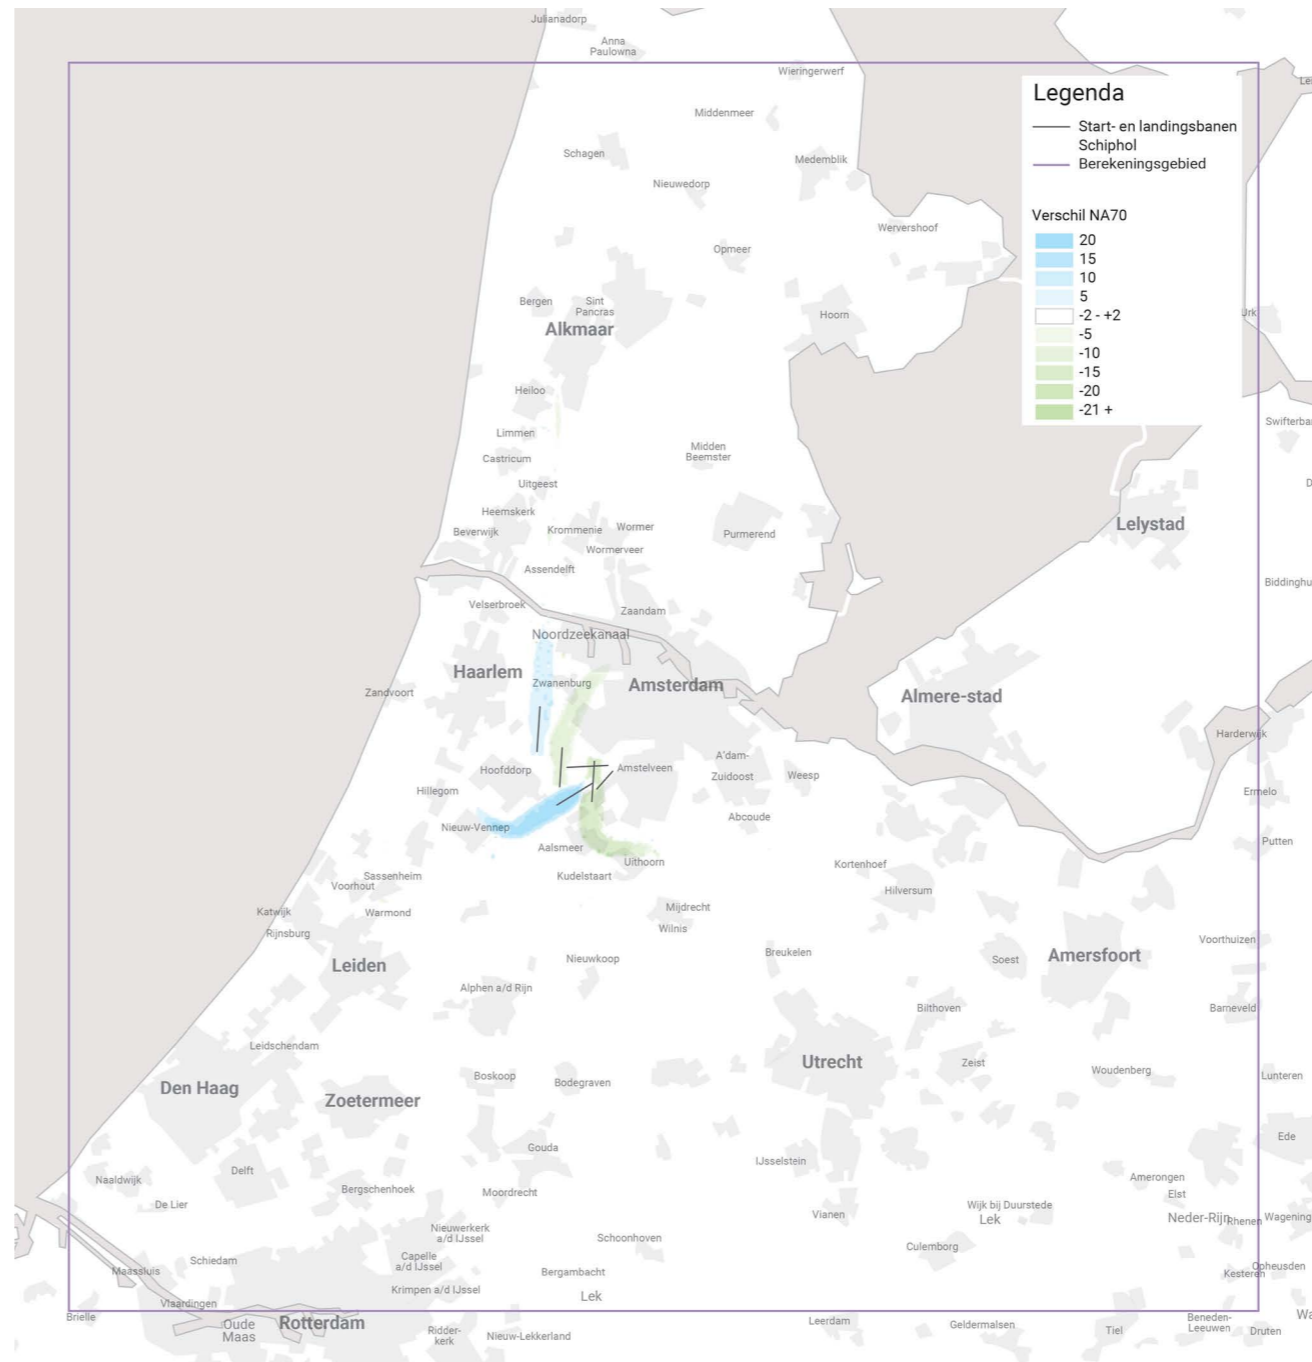 Julianadorp
Anna
Paulowna
Wieringerwerf
Legenda
Start- en landingsbanen
Schiphol
Berekeningsgebied
Verschil NA70
20
15
10
5
-2 - +2
-5
-10
-15
-20
-21 +
Middenmeer
Schagen
Medemblik
Nieuwedorp
Wervershoof
Opmeer
Bergen
Sint
Pancras
Alkmaar
Hoorn
Urk
Heiloo
Swifterba
Limmen
Castricum
Midden
Beemster
Uitgeest
Heemskerk
Beverwijk
Krommenie
Wormer
Wormerveer
Purmerend
Lelystad
Assendelft
Biddinghu
Velserbroek
Zaandam
Noordzeekanaal
Haarlem
Zwanenburg
Amsterdam
Zandvoort
Almere-stad
Harderwijk
Hoofddorp
Amstelveen
A'dam-
Zuidoost
Weesp
Hillegom
Ermelo
Nieuw-Vennep
Abcoude
Aalsmeer
Putten
Uithoorn
Kortenhoef
Sassenheim
Kudelstaart
Voorhout
Hilversum
Katwijk
Warmond
Mijdrecht
Rijnsburg
Wilnis
Voorthuizen
Leiden
Nieuwkoop
Breukelen
Soest
Amersfoort
Alphen a/d Rijn
Bilthoven
Barneveld
Leidschendam
Utrecht
Zeist
Den Haag
Boskoop
Bodegraven
Woudenberg
Lunteren
Zoetermeer
Ede
Gouda
IJsselstein
Naaldwijk
Delft
Bergschenhoek
Moordrecht
Amerongen
Elst
De Lier
Vianen
Wijk bij Duurstede
Lek
Neder-Rijn
Rhenen
Wagening
Nieuwerkerk
a/d IJssel
Schoonhoven
Culemborg
Schiedam
Capelle
a/d IJssel
Maassluis
Bergambacht
Opheusden
Kesteren
Krimpen a/d IJssel
Lek
Vlaardingen
Brielle
Oude
Maas
Rotterdam
Ridder-
kerk
Nieuw-Lekkerland
Leerdam
Geldermalsen
Tiel
Beneden-
Leeuwen
Druten
Wa